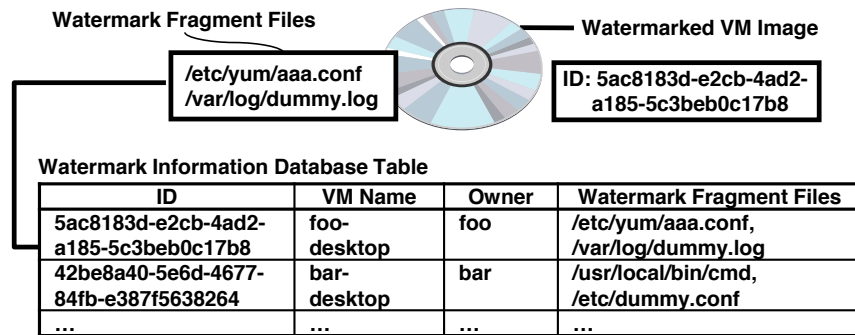 Watermark Fragment Files
Watermarked VM Image
/etc/yum/aaa.conf
/var/log/dummy.log
ID: 5ac8183d-e2cb-4ad2-
a185-5c3beb0c17b8
Watermark Information Database Table
ID VM Name Owner Watermark Fragment Files
5ac8183d-e2cb-4ad2- foo- foo /etc/yum/aaa.conf,
a185-5c3beb0c17b8 desktop /var/log/dummy.log
42be8a40-5e6d-4677- bar- bar /usr/local/bin/cmd,
84fb-e387f5638264 desktop /etc/dummy.conf
… … … …